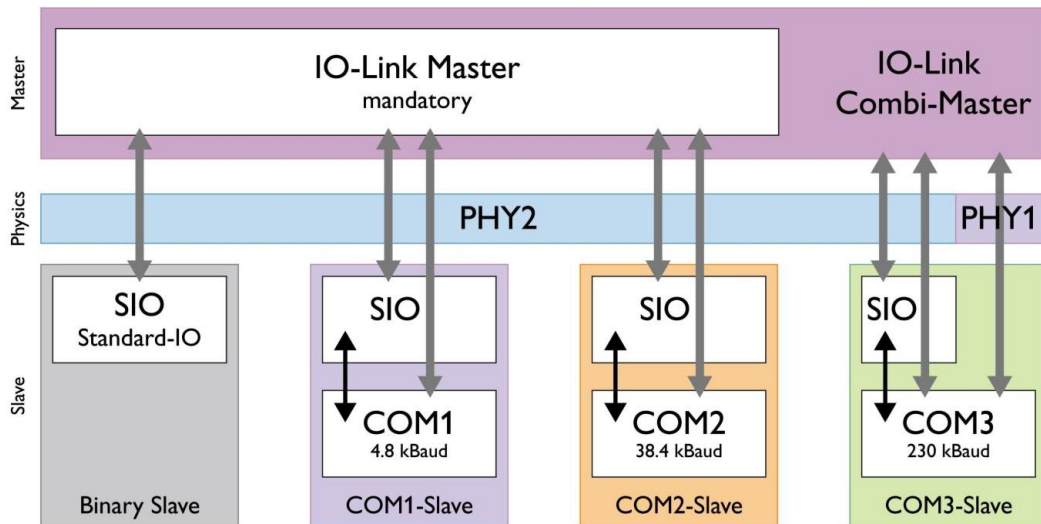 Master
IO-Link Master
mandatory
IO-Link
Combi-Master
Physics
PHY2
PHY1
Slave
SIO
Standard-IO
Binary Slave
SIO
COM1
4.8 kBaud
COM1-Slave
SIO
COM2
38.4 kBaud
COM2-Slave
SIO
COM3
230 kBaud
COM3-Slave